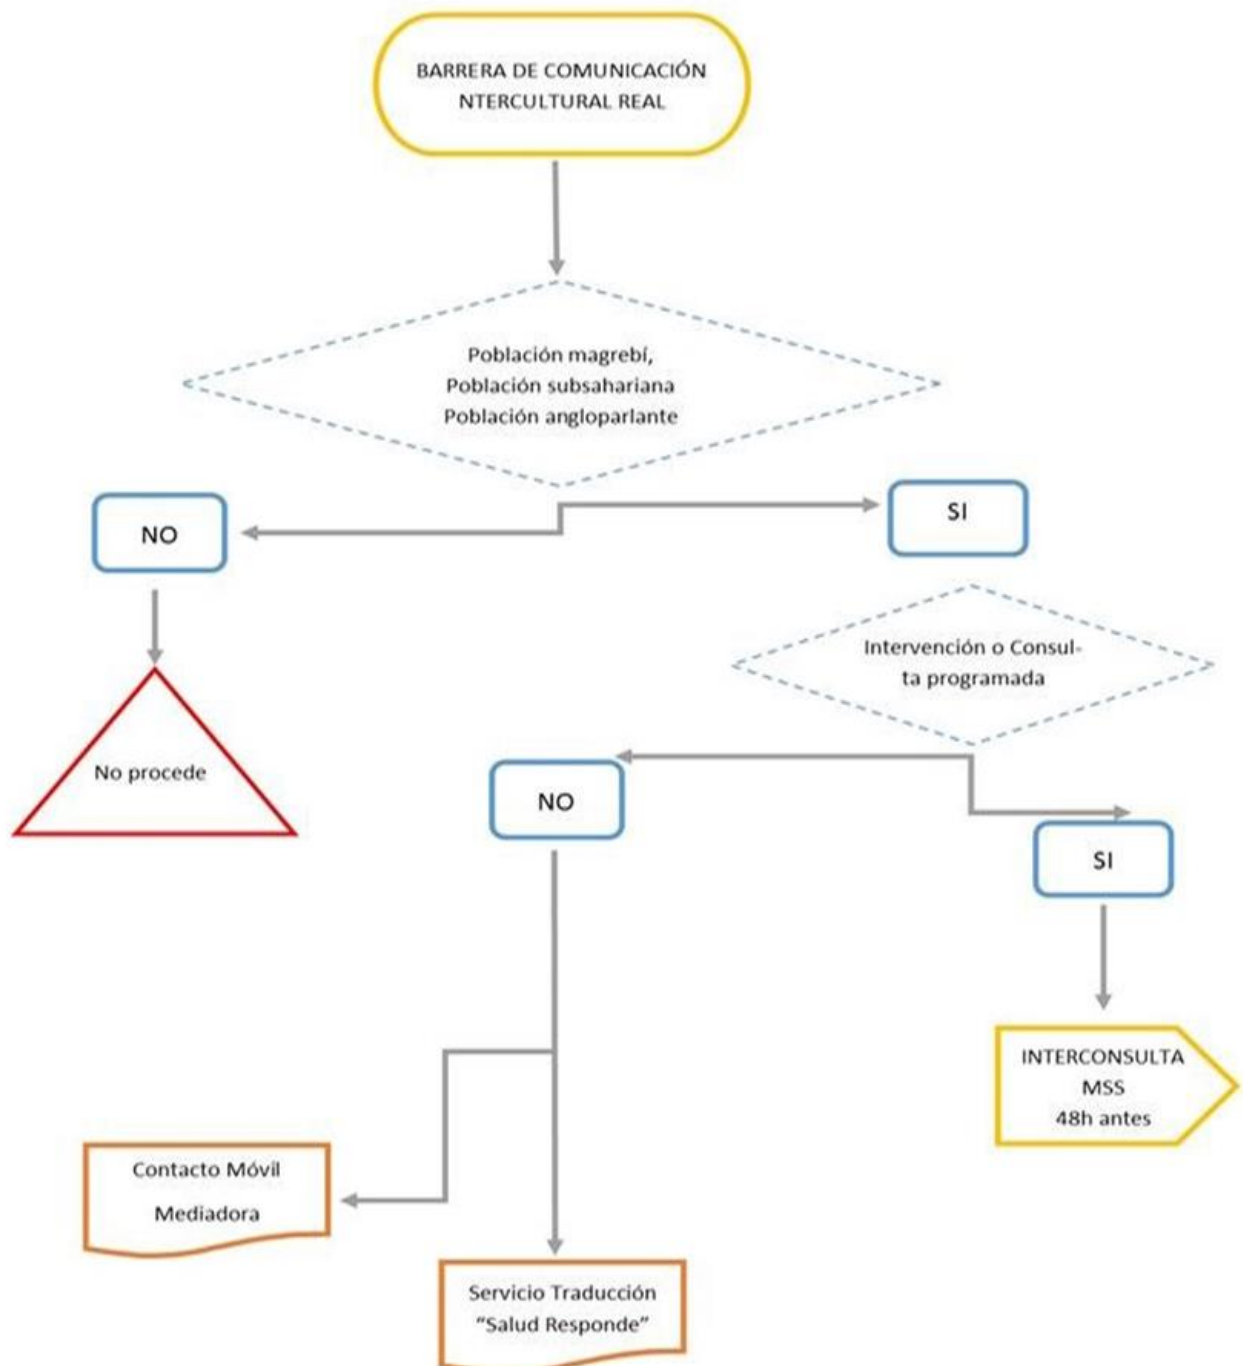 BARRERA DE COMUNICACIÓN
NTERCULTURAL REAL
Población magrebí,
Población subsahariana
Población angloparlante
NO
SI
Intervención o Consul-
ta programada
No procede
NO
SI
INTERCONSULTA
MSS
48h antes
Contacto Móvil
Mediadora
Servicio Traducción
“Salud Responde”